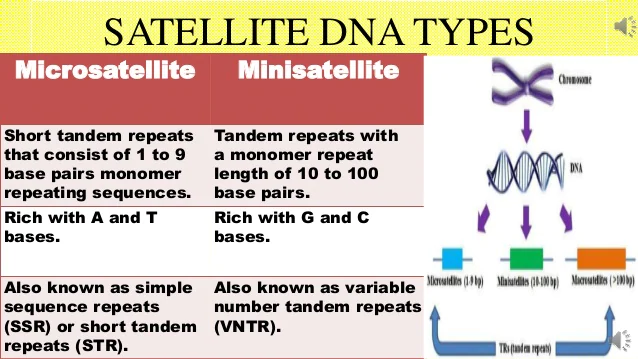 SATELLITE DNA TYPES
Microsatellite
Minisatellite
Short tandem repeats
that consist of 1 to 9
base pairs monomer
repeating sequences.
Tandem repeats with
a monomer repeat
length of 10 to 100
base pairs.
Rich with A and T
bases.
Rich with G and C
bases.
Also known as simple
sequence repeats
(SSR) or short tandem
repeats (STR).
Also known as variable
number tandem repeats
(VNTR).
Chromosome
DNA
Microsatellites (1-9 bp)
Minisatellites (10-100 bp)
Macrosatellites (>100 bp)
TRs (tandem repeats)